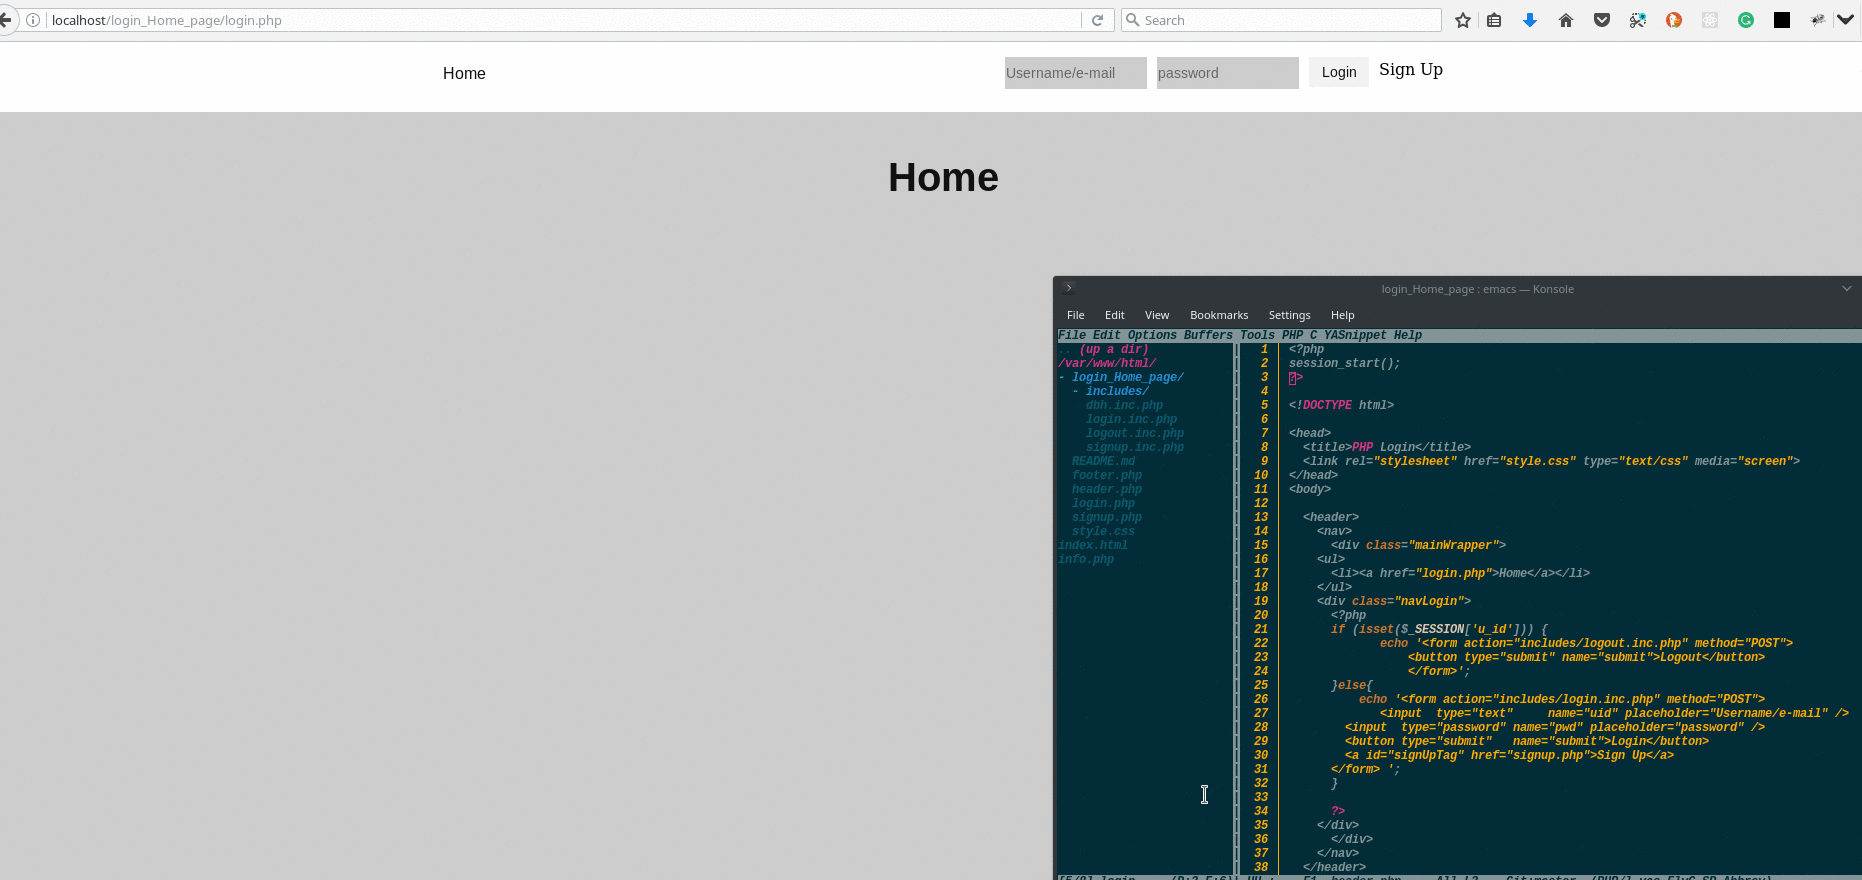 localhost/login_Home_page/login.php
Search
Home
Username/e-mail
password
Login
Sign Up
Home
login_Home_page : emacs — Konsole
File Edit View Bookmarks Settings Help
File Edit Options Buffers Tools PHP C YASnippet Help
.. (up a dir)
/var/www/html/
- login_Home_page/
- includes/
dbh.inc.php
login.inc.php
logout.inc.php
signup.inc.php
README.md
footer.php
header.php
login.php
signup.php
style.css
index.html
info.php
1 <?php
2 session_start();
3 ?>
4
5 <!DOCTYPE html>
6
7 <head>
8 <title>PHP Login</title>
9 <link rel="stylesheet" href="style.css" type="text/css" media="screen">
10 </head>
11 <body>
12
13 <header>
14 <nav>
15 <div class="mainWrapper">
16 <ul>
17 <li><a href="login.php">Home</a></li>
18 </ul>
19 <div class="navLogin">
20 <?php
21 if (isset($_SESSION['u_id'])) {
22 echo '<form action="includes/logout.inc.php" method="POST">
23 <button type="submit" name="submit">Logout</button>
24 </form>';
25 }else{
26 echo '<form action="includes/login.inc.php" method="POST">
27 <input type="text" name="uid" placeholder="Username/e-mail" />
28 <input type="password" name="pwd" placeholder="password" />
29 <button type="submit" name="submit">Login</button>
30 <a id="signUpTag" href="signup.php">Sign Up</a>
31 </form> ';
32 }
33
34 ?>
35 </div>
36 </div>
37 </nav>
38 </header>